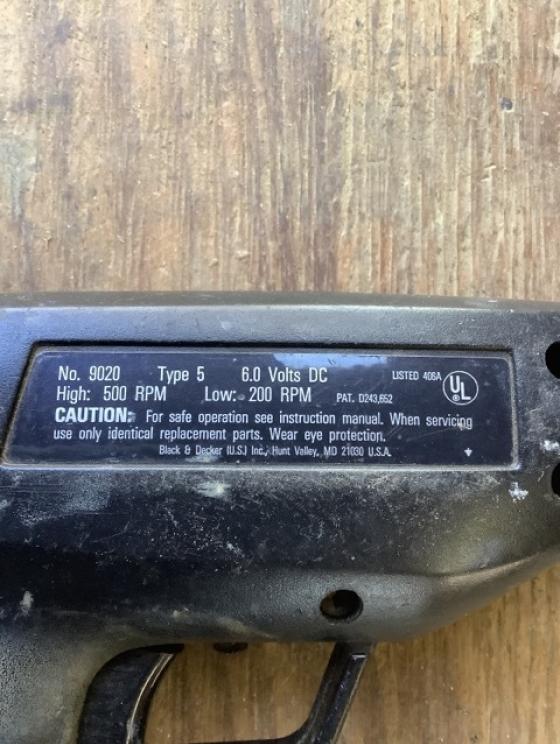 No. 9020 Type 5 6.0 Volts DC LISTED 406A UL ®
High: 500 RPM Low: 200 RPM PAT. D243,652
CAUTION: For safe operation see instruction manual. When servicing
use only identical replacement parts. Wear eye protection.
Black & Decker (U.S.) Inc., Hunt Valley, MD 21030 U.S.A.